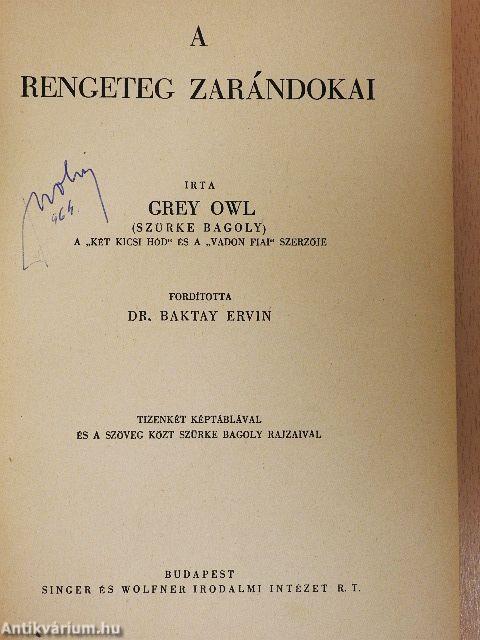 A
RENGETEG ZARÁNDOKAI
IRTA
GREY OWL
(SZÜRKE BAGOLY)
A „KÉT KICSI HÓD“ ÉS A „VADON FIAI“ SZERZŐJE
FORDÍTOTTA
DR. BAKTAY ERVIN
TIZENKÉT KÉPTÁBLÁVAL
ÉS A SZÖVEG KÖZT SZÜRKE BAGOLY RAJZAIVAL
BUDAPEST
SINGER ÉS WOLFNER IRODALMI INTÉZET R. T.
Antikvárium.hu